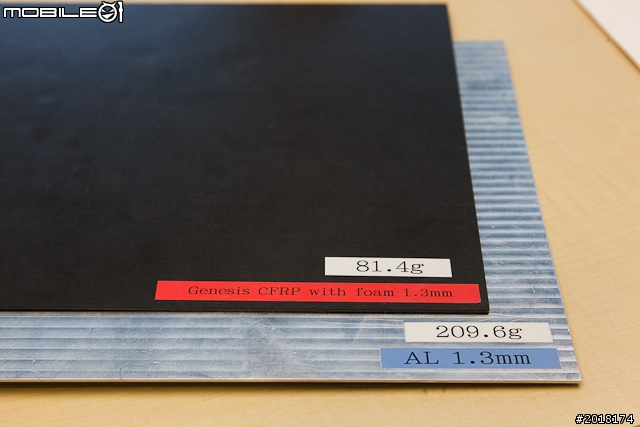 MOBILE01
81.4g
Genesis CFRP with foam 1.3mm
209.6g
AL 1.3mm
#2018174